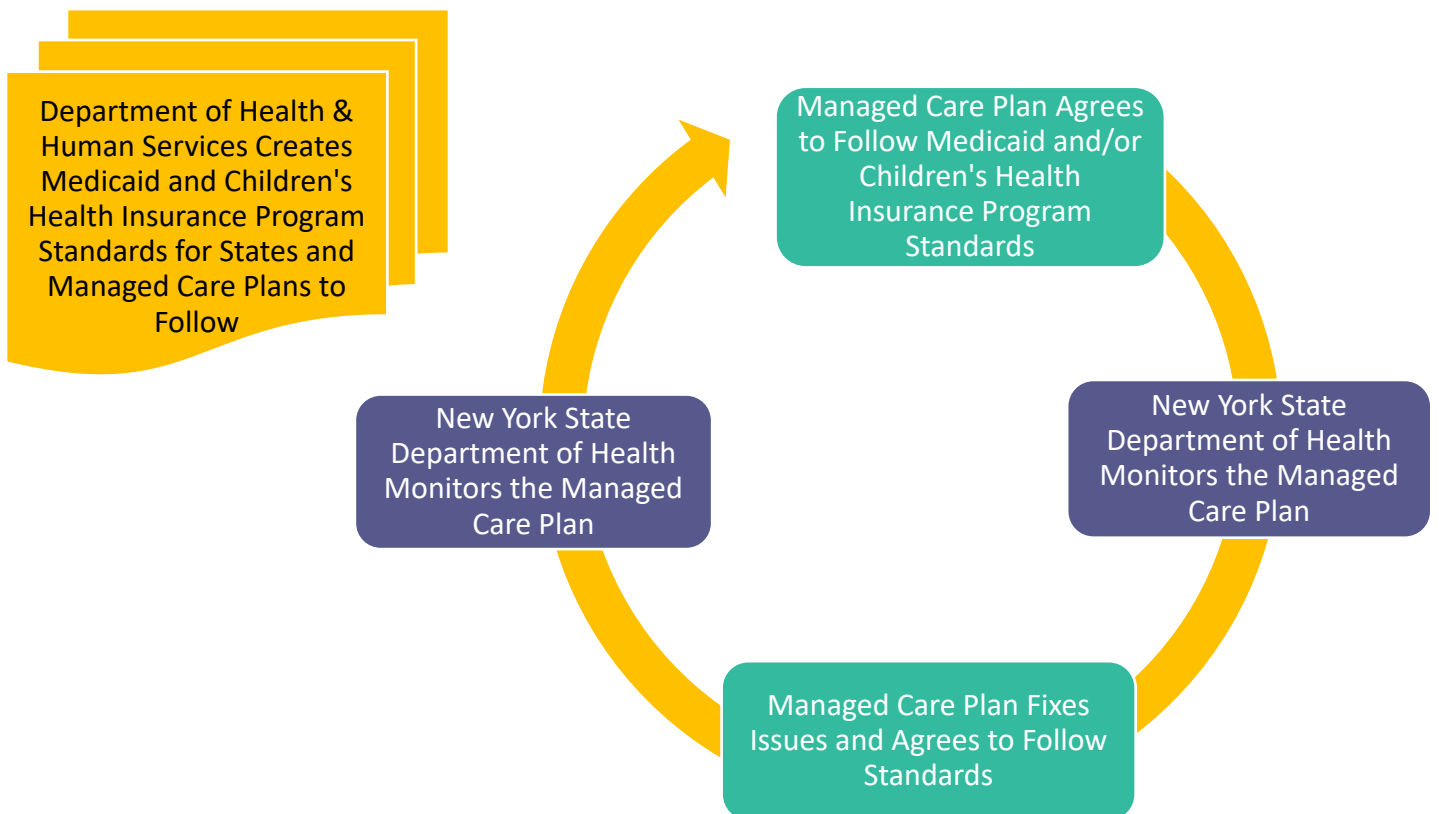 Department of Health &
Human Services Creates
Medicaid and Children's
Health Insurance Program
Standards for States and
Managed Care Plans to
Follow
Managed Care Plan Agrees
to Follow Medicaid and/or
Children's Health
Insurance Program
Standards
New York State
Department of Health
Monitors the Managed
Care Plan
Managed Care Plan Fixes
Issues and Agrees to Follow
Standards
New York State
Department of Health
Monitors the Managed
Care Plan